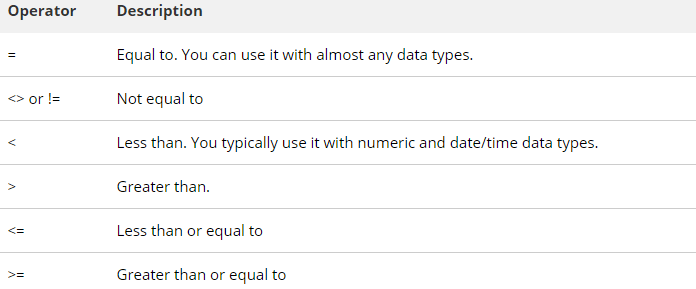 Operator Description
= Equal to. You can use it with almost any data types.
<> or != Not equal to
< Less than. You typically use it with numeric and date/time data types.
> Greater than.
<= Less than or equal to
>= Greater than or equal to